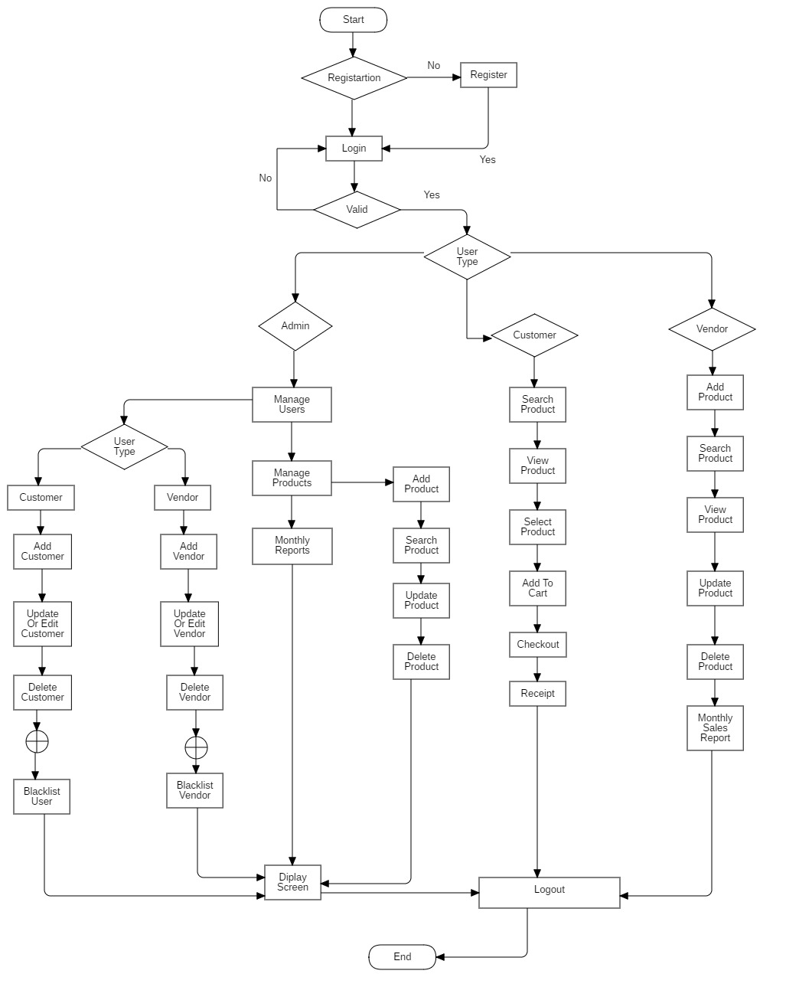 Start
Registartion
No
Register
Login
Yes
No
Valid
Yes
User
Type
Admin
Customer
Vendor
Manage
Users
Search
Product
Add
Product
User
Type
Manage
Products
Add
Product
View
Product
Search
Product
Customer
Vendor
View
Product
Add
Customer
Add
Vendor
Monthly
Reports
Search
Product
Select
Product
Update
Or Edit
Customer
Update
Or Edit
Vendor
Update
Product
Add To
Cart
Update
Product
Checkout
Delete
Product
Delete
Product
Delete
Customer
Delete
Vendor
Receipt
Monthly
Sales
Report
Blacklist
User
Blacklist
Vendor
Diplay
Screen
Logout
End